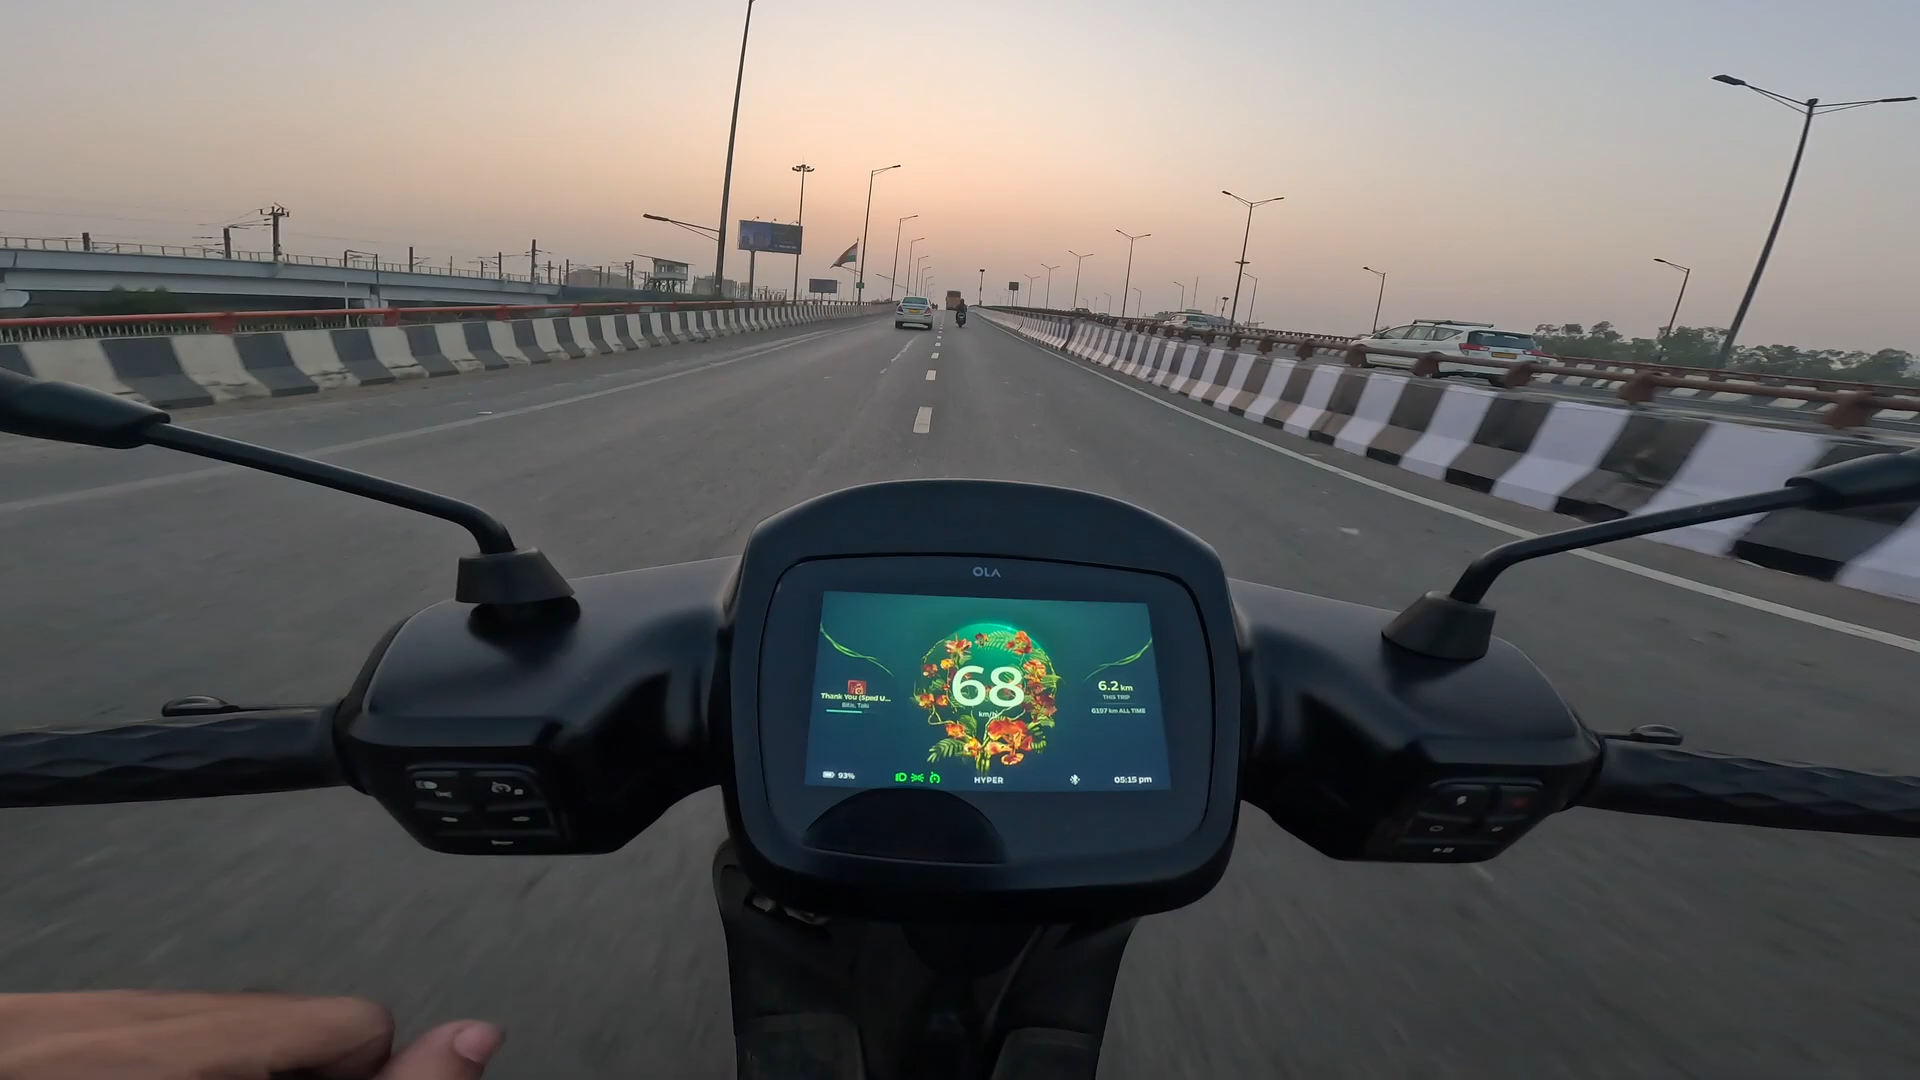 OLA
68
km/h
Thank You (Sped U...
6.2 km
THIS TRIP
6197 km ALL TIME
93%
HYPER
05:15 pm